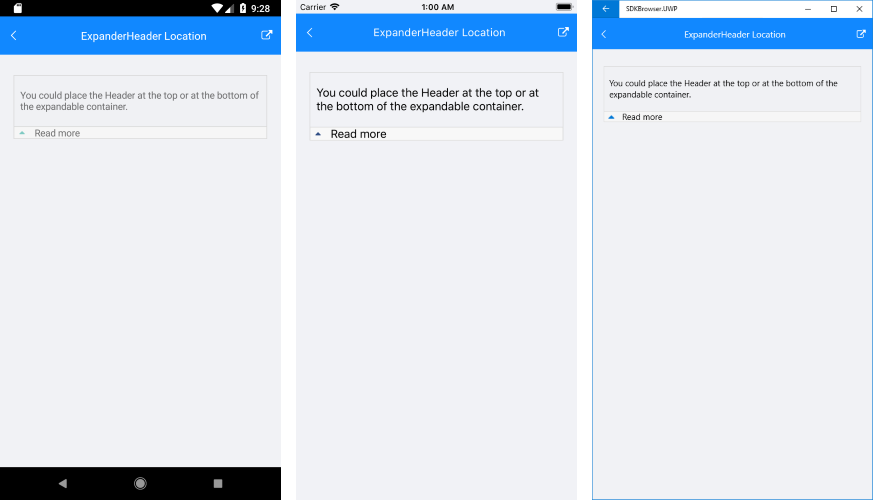 9:28
ExpanderHeader Location
You could place the Header at the top or at the bottom of
the expandable container.
Read more
Carrier 1:00 AM
ExpanderHeader Location
You could place the Header at the top or at
the bottom of the expandable container.
Read more
SDKBrowser.UWP
ExpanderHeader Location
You could place the Header at the top or at the bottom of the
expandable container.
Read more